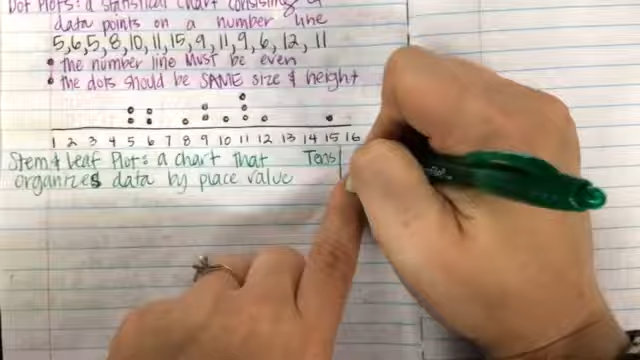 Dot Plots: a statistical chart consisting of
data points on a number line
5,6,5,8,10,11,15,9,11,9,6,12,11
• the number line Must be even
• the dots should be SAME size & height
1 2 3 4 5 6 7 8 9 10 11 12 13 14 15 16
Stem & Leaf Plots: a chart that
organizes data by place value
Tens